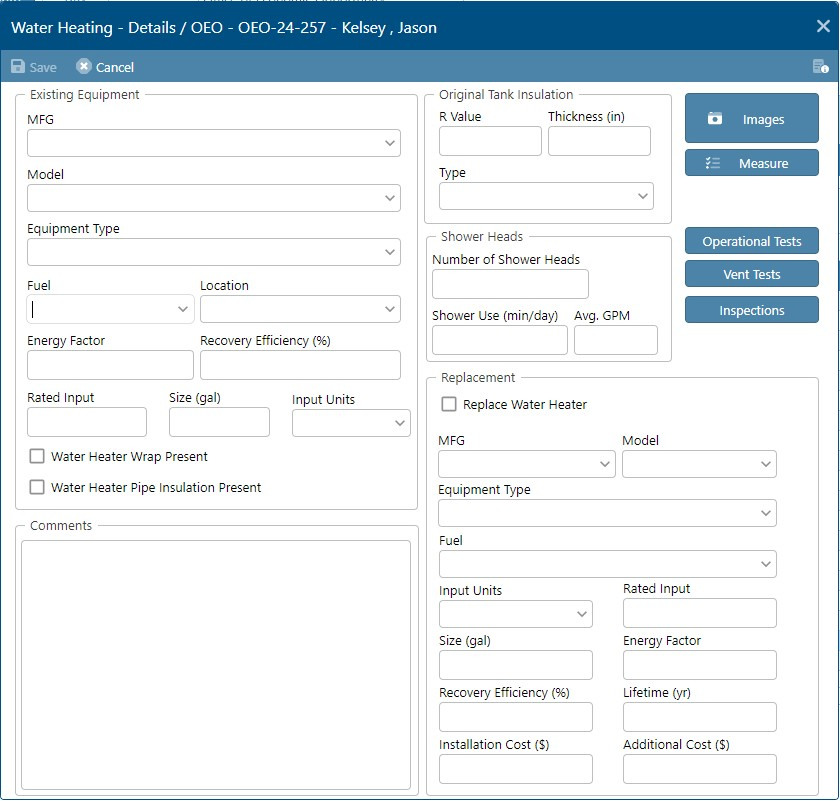 Water Heating - Details / OEO - OEO-24-257 - Kelsey , Jason
Save Cancel
Existing Equipment
MFG
Model
Equipment Type
Fuel Location
Energy Factor Recovery Efficiency (%)
Rated Input Size (gal) Input Units
Water Heater Wrap Present
Water Heater Pipe Insulation Present
Comments
Original Tank Insulation
R Value Thickness (in)
Type
Shower Heads
Number of Shower Heads
Shower Use (min/day) Avg. GPM
Replacement
Replace Water Heater
MFG Model
Equipment Type
Fuel
Input Units Rated Input
Size (gal) Energy Factor
Recovery Efficiency (%) Lifetime (yr)
Installation Cost ($) Additional Cost ($)
Images
Measure
Operational Tests
Vent Tests
Inspections